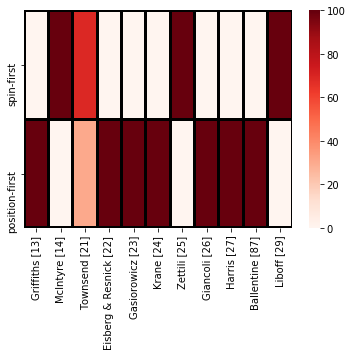 spin-first
position-first
100
80
60
40
20
0
Griffiths [13]
McIntyre [14]
Townsend [21]
Eisberg & Resnick [22]
Gasiorowicz [23]
Krane [24]
Zettili [25]
Giancoli [26]
Harris [27]
Ballentine [87]
Liboff [29]